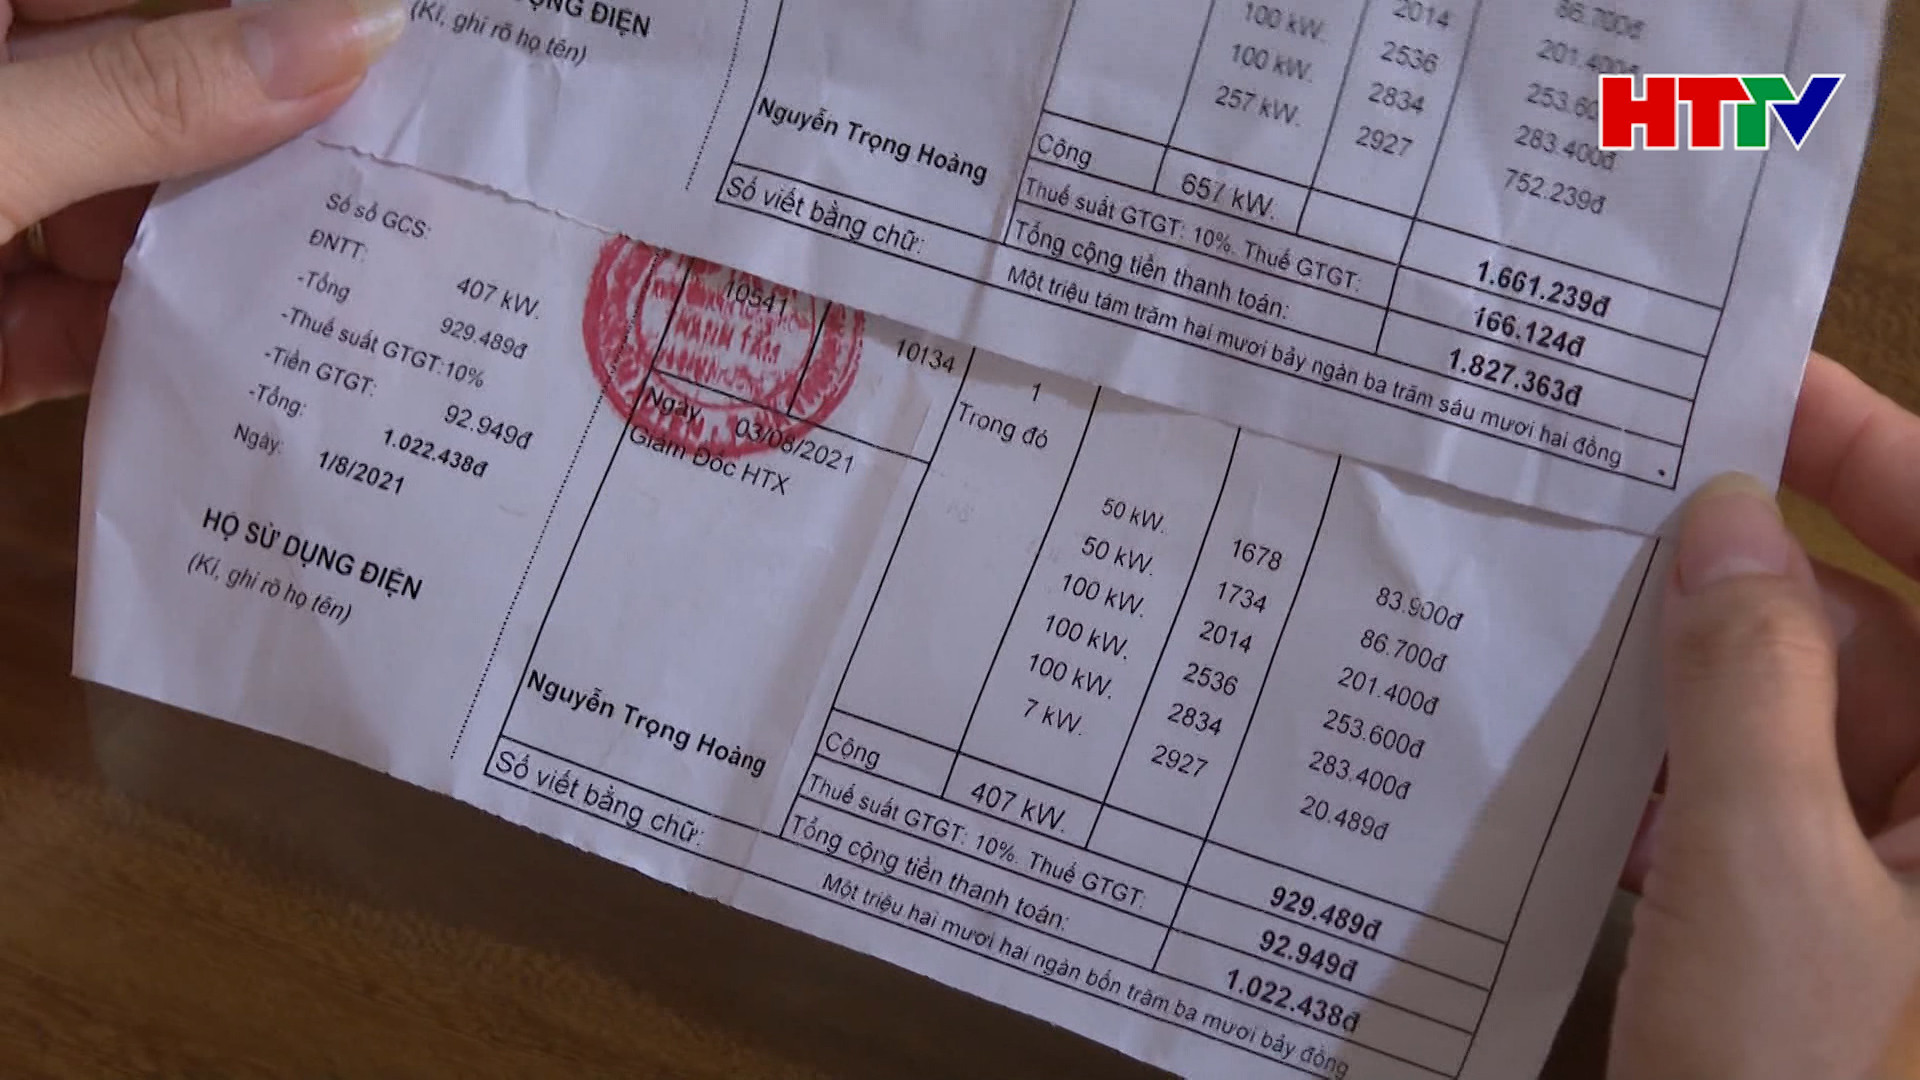 HTTV
DỤNG ĐIỆN
(Kí, ghi rõ họ tên)
100 kW. 2014 86.700đ
100 kW. 2536 201.400đ
257 kW. 2834 253.60
2927 283.400đ
752.239đ
Nguyễn Trọng Hoàng
Cộng 657 kW. 1.661.239đ
Thuế suất GTGT: 10%. Thuế GTGT: 166.124đ
Tổng cộng tiền thanh toán: 1.827.363đ
Số viết bằng chữ: Một triệu tám trăm hai mươi bảy ngàn ba trăm sáu mươi hai đồng
Số sổ GCS:
ĐNTT: 407 kW.
-Tổng 929.489đ
-Thuế suất GTGT:10%
-Tiền GTGT: 92.949đ
-Tổng: 1.022.438đ
Ngày: 1/8/2021
HỘ SỬ DỤNG ĐIỆN
(Kí, ghi rõ họ tên)
10541 10134 1
Ngày, 03/08/2021
Giám Đốc HTX
Trong đó
50 kW. 1678 83.900đ
50 kW. 1734 86.700đ
100 kW. 2014 201.400đ
100 kW. 2536 253.600đ
100 kW. 2834 283.400đ
7 kW. 2927 20.489đ
Nguyễn Trọng Hoàng
Cộng 407 kW. 929.489đ
Thuế suất GTGT: 10%. Thuế GTGT: 92.949đ
Tổng cộng tiền thanh toán: 1.022.438đ
Số viết bằng chữ: Một triệu hai mươi hai ngàn bốn trăm ba mươi bảy đồng